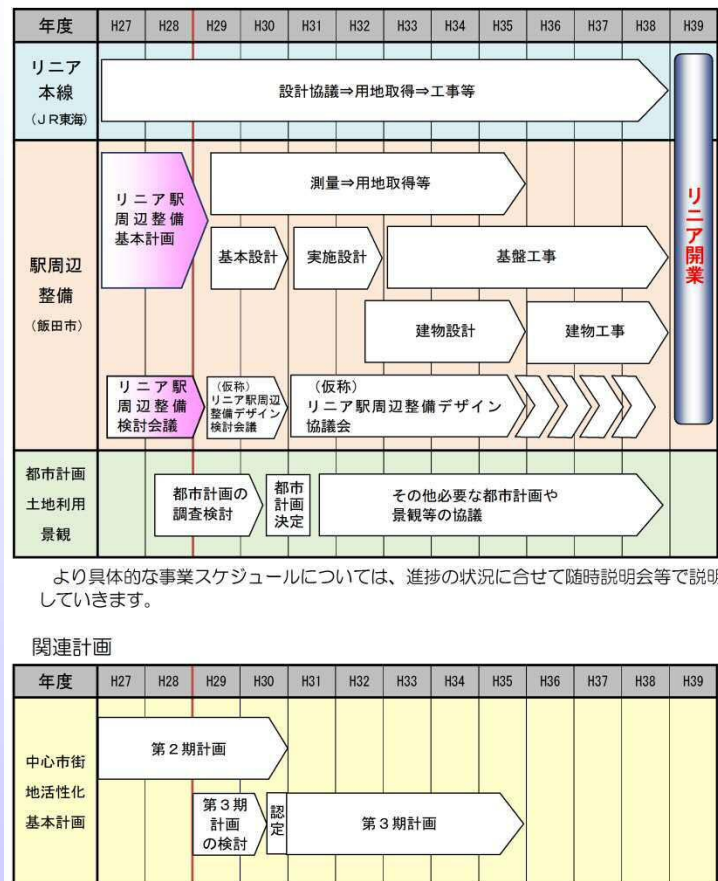 年度 H27 H28 H29 H30 H31 H32 H33 H34 H35 H36 H37 H38 H39
リニア
本線
（JR東海）
設計協議⇒用地取得⇒工事等
リニア開業
駅周辺
整備
（飯田市）
リニア駅
周辺整備
基本計画
測量⇒用地取得等
基本設計
実施設計
基盤工事
建物設計
建物工事
リニア駅
周辺整備
検討会議
（仮称）
リニア駅周辺
整備デザイン
検討会議
（仮称）
リニア駅周辺整備デザイン
協議会
都市計画
土地利用
景観
都市計画の
調査検討
都市
計画
決定
その他必要な都市計画や
景観等の協議
より具体的な事業スケジュールについては、進捗の状況に合せて随時説明会等で説明
していきます。
関連計画
年度 H27 H28 H29 H30 H31 H32 H33 H34 H35 H36 H37 H38 H39
中心市街
地活性化
基本計画
第２期計画
第３期
計画
の検討
認定
第３期計画